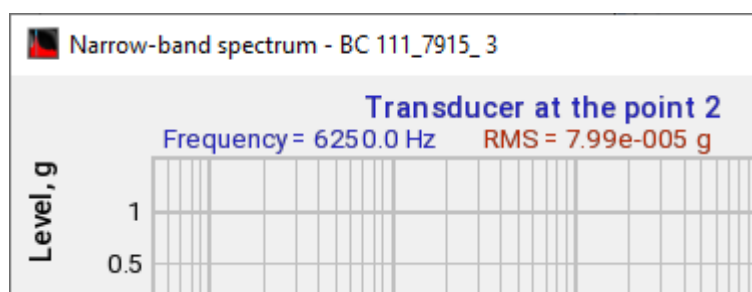 Narrow-band spectrum - BC 111_7915_ 3
Transducer at the point 2
Frequency = 6250.0 Hz RMS = 7.99e-005 g
Level, g
1
0.5